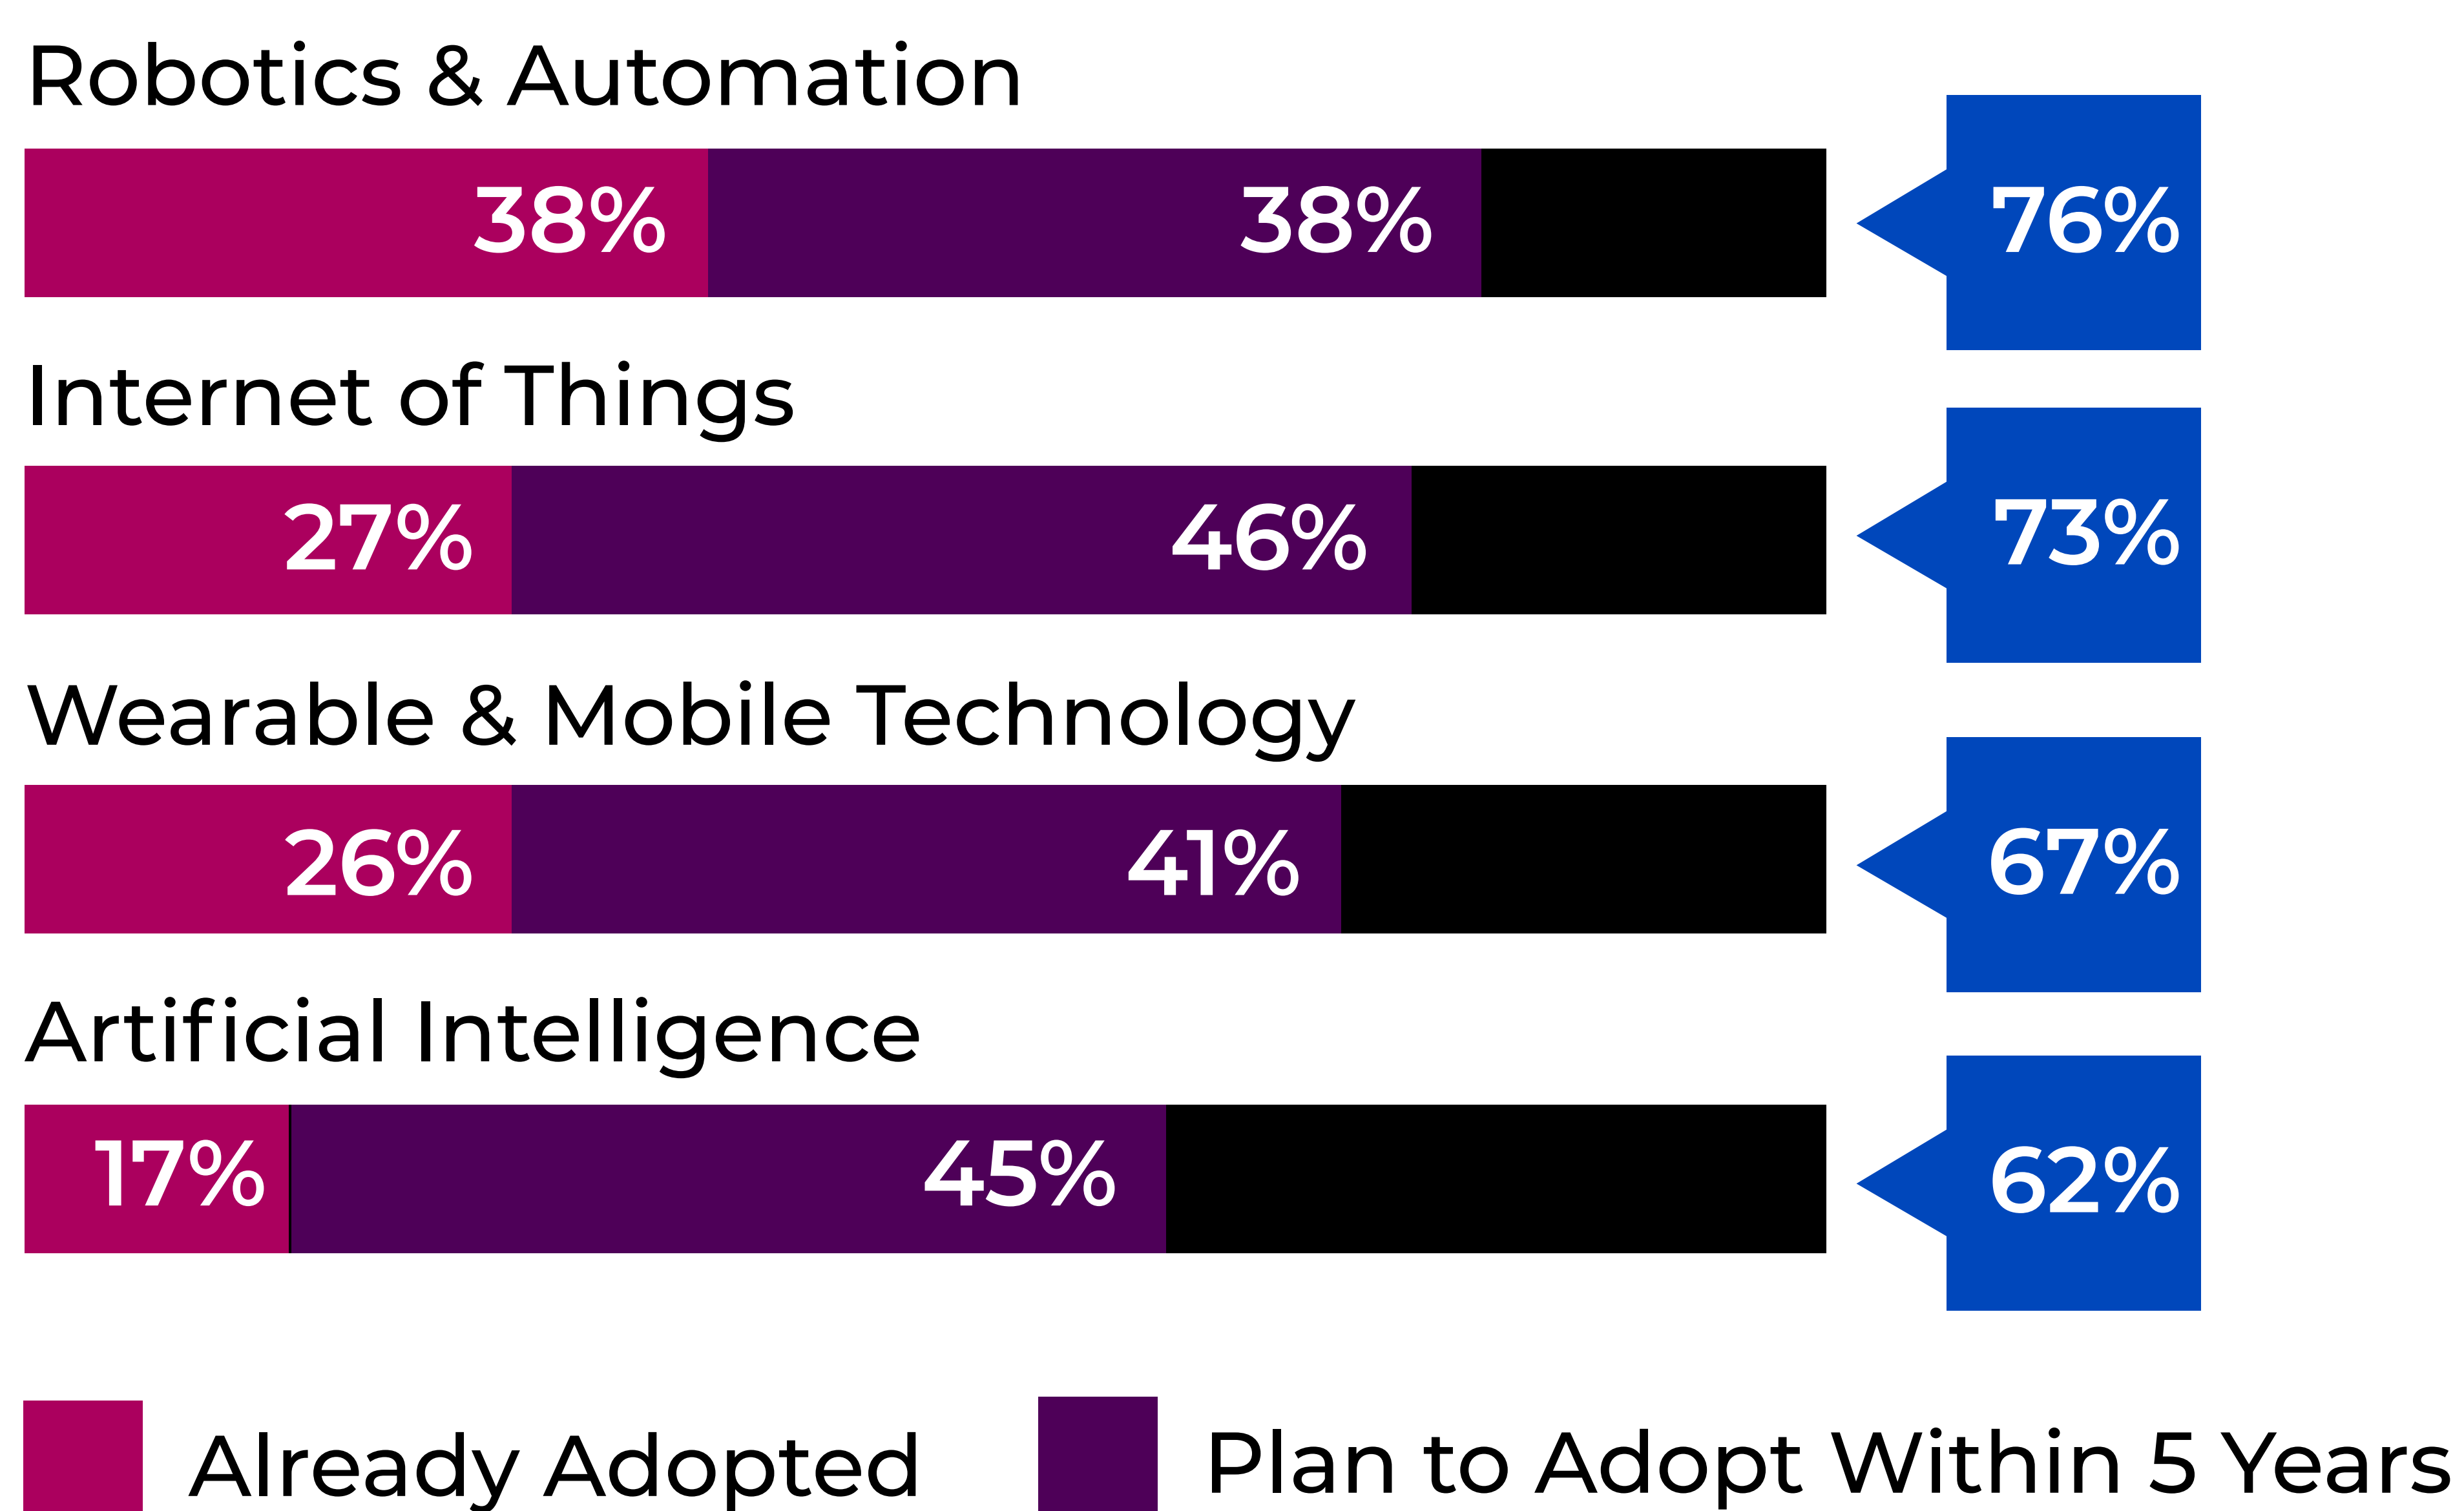 Robotics & Automation
38% 38% 76%
Internet of Things
27% 46% 73%
Wearable & Mobile Technology
26% 41% 67%
Artificial Intelligence
17% 45% 62%
Already Adopted Plan to Adopt Within 5 Years